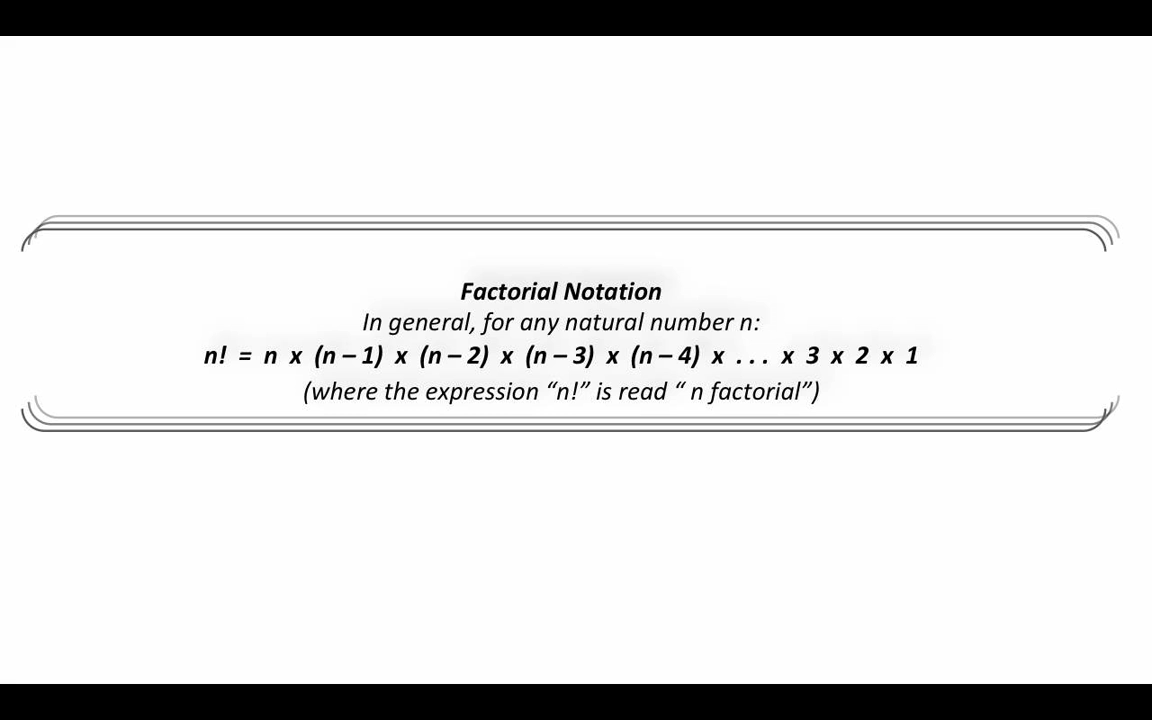 Factorial Notation
In general, for any natural number n:
n! = n x (n – 1) x (n – 2) x (n – 3) x (n – 4) x . . . x 3 x 2 x 1
(where the expression “n!” is read “ n factorial”)